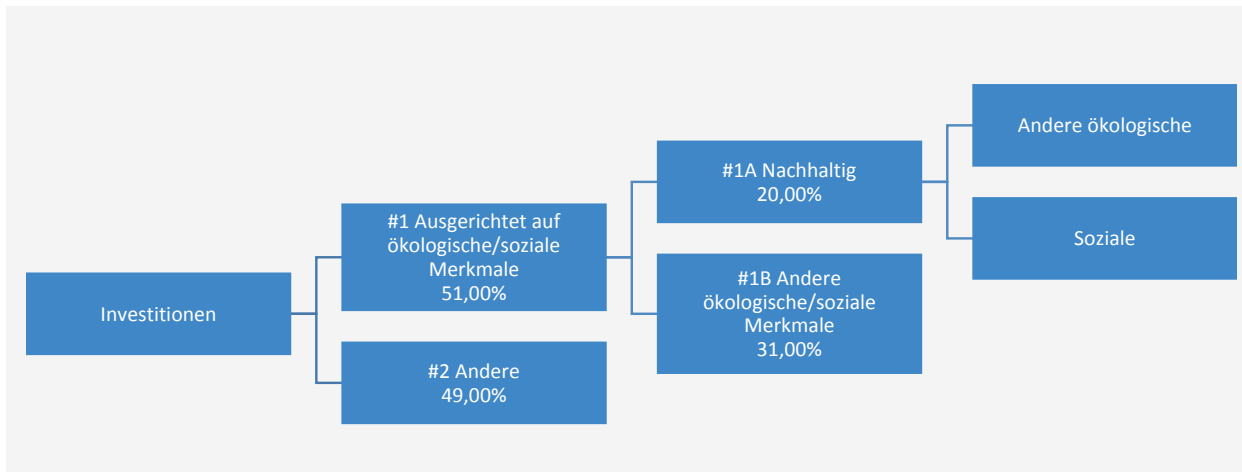 Investitionen
#1 Ausgerichtet auf
ökologische/soziale
Merkmale
51,00%
#2 Andere
49,00%
#1A Nachhaltig
20,00%
#1B Andere
ökologische/soziale
Merkmale
31,00%
Andere ökologische
Soziale